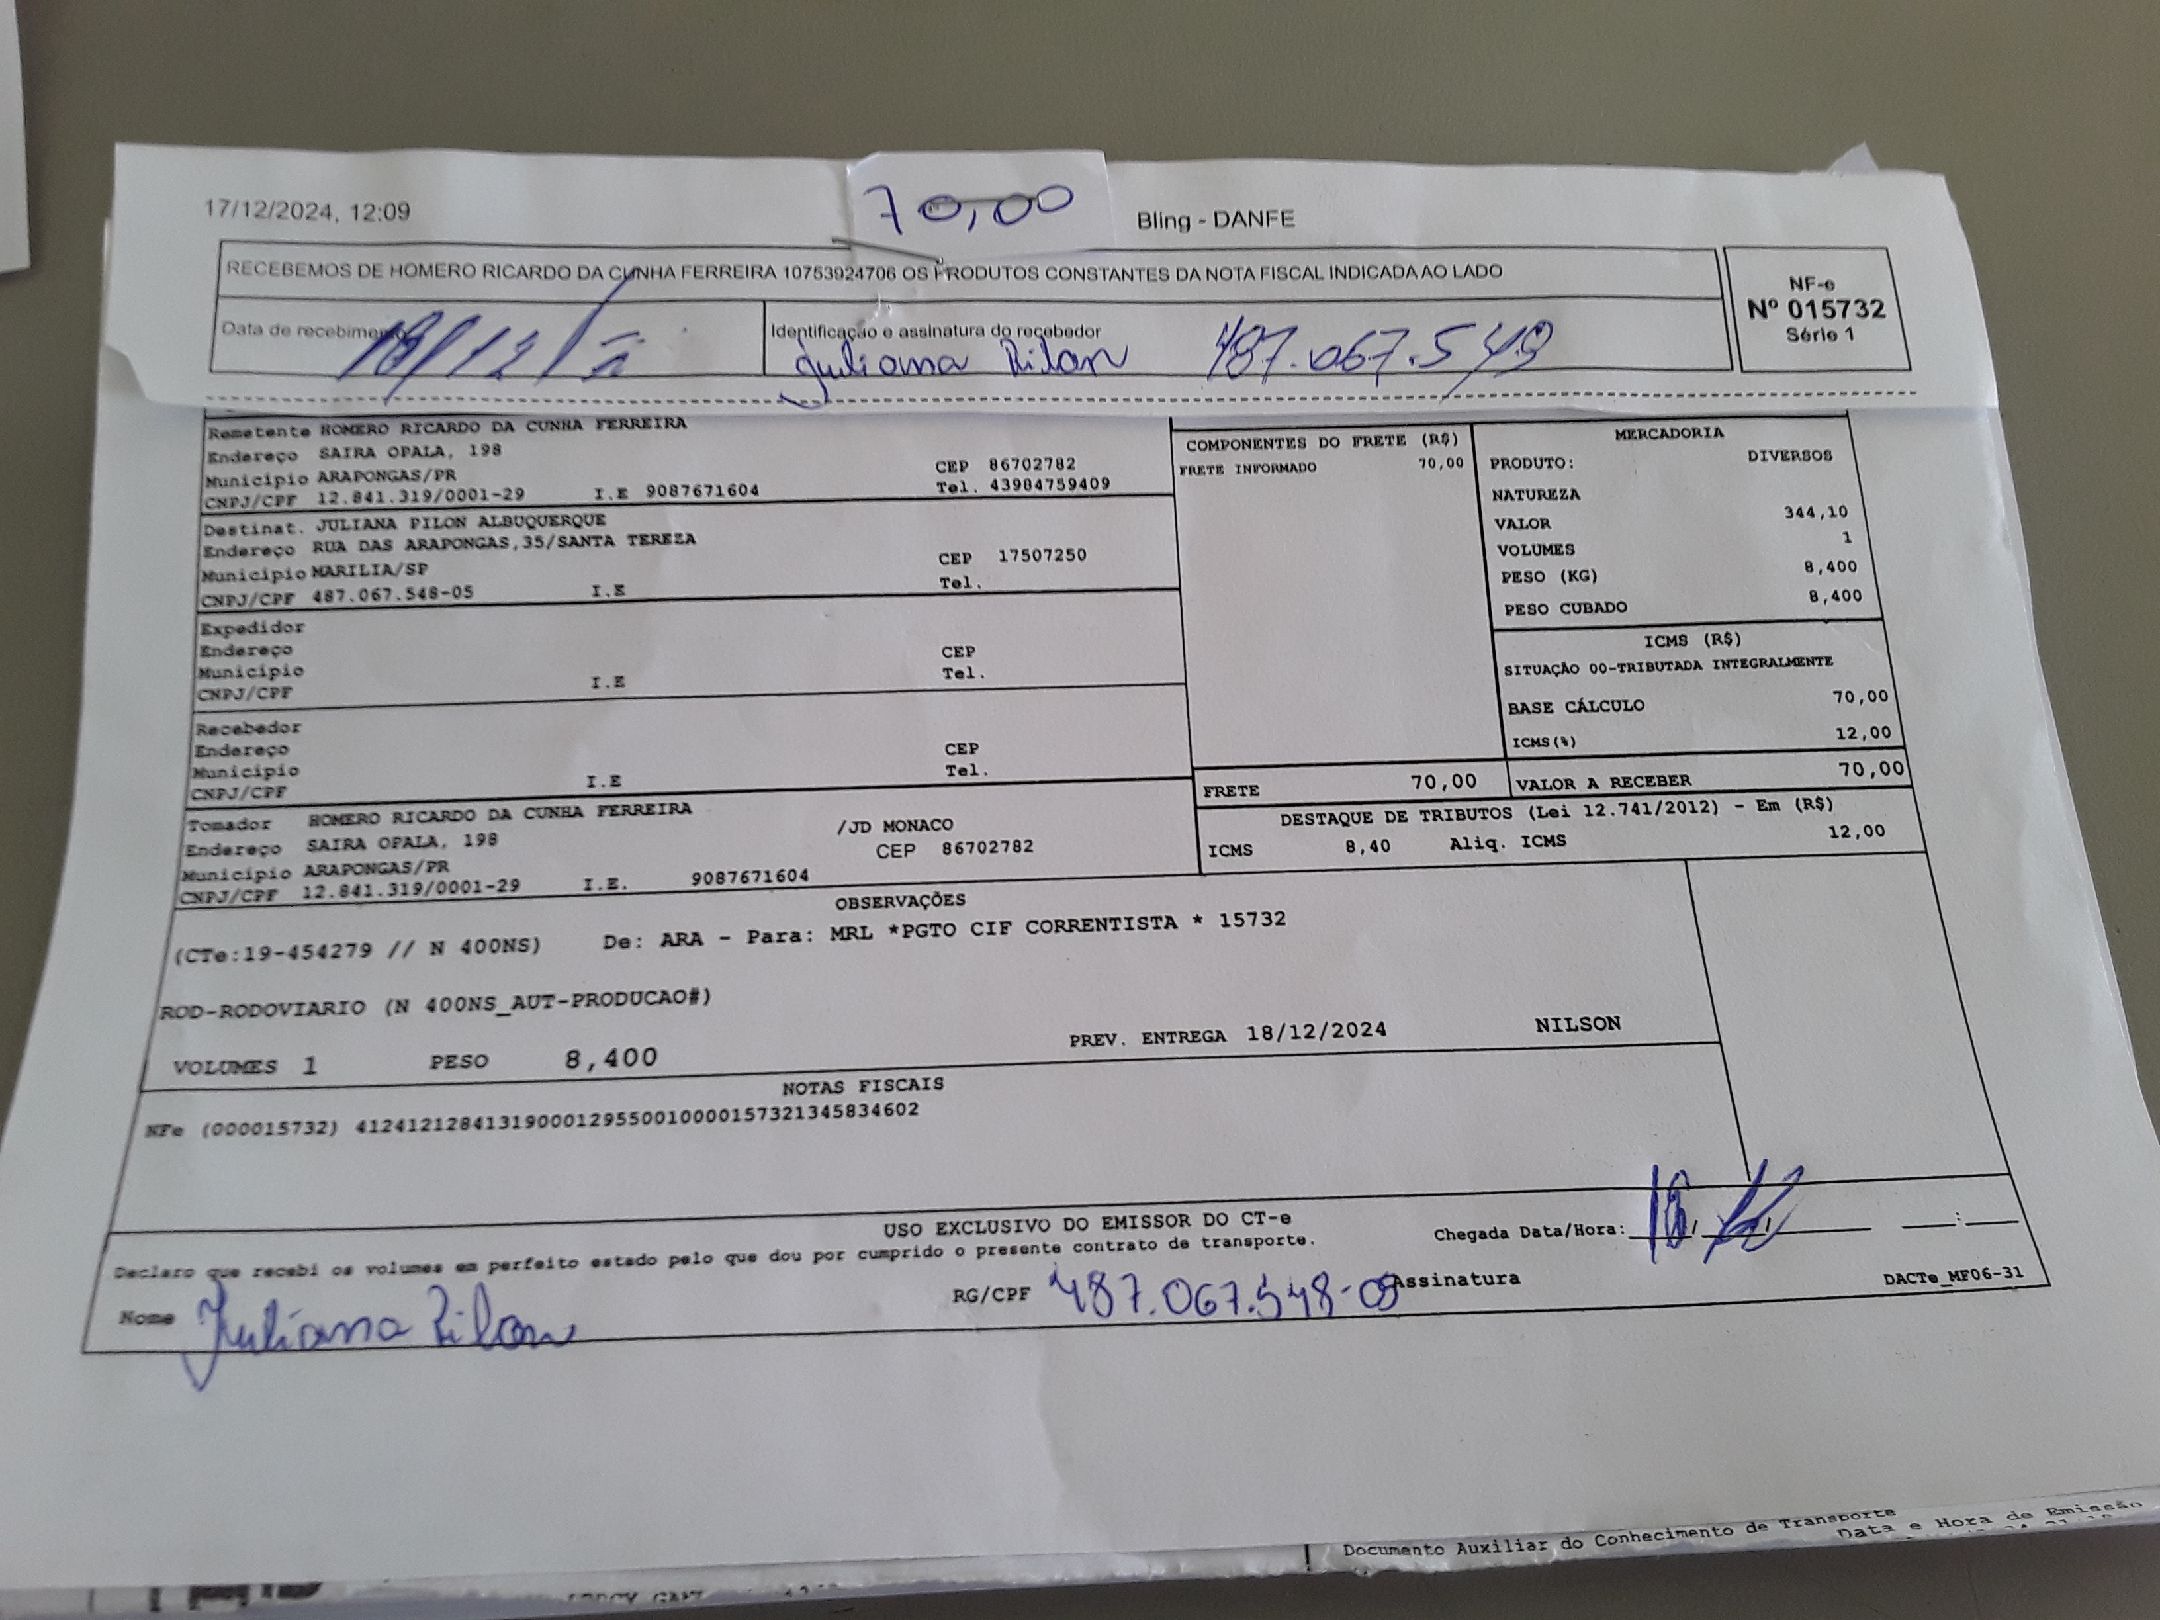 17/12/2024, 12:09
70,00
Bling - DANFE
RECEBEMOS DE HOMERO RICARDO DA CUNHA FERREIRA 10753924706 OS PRODUTOS CONSTANTES DA NOTA FISCAL INDICADA AO LADO
NF-e
Nº 015732
Série 1
Data de recebimento
18/12/
Identificação e assinatura do recebedor
Juliana Pilon 487.067.548
Remetente HOMERO RICARDO DA CUNHA FERREIRA
Endereço SAIRA OPALA, 198
Município ARAPONGAS/PR CEP 86702782
CNPJ/CPF 12.841.319/0001-29 I.E 9087671604 Tel. 43984759409
Destinat. JULIANA PILON ALBUQUERQUE
Endereço RUA DAS ARAPONGAS,35/SANTA TEREZA
Município MARILIA/SP CEP 17507250
CNPJ/CPF 487.067.548-05 I.E Tel.
Expedidor
Endereço
Município CEP
CNPJ/CPF I.E Tel.
Recebedor
Endereço
Município CEP
CNPJ/CPF I.E Tel.
Tomador HOMERO RICARDO DA CUNHA FERREIRA
Endereço SAIRA OPALA, 198 /JD MONACO
Município ARAPONGAS/PR CEP 86702782
CNPJ/CPF 12.841.319/0001-29 I.E. 9087671604
COMPONENTES DO FRETE (R$)
FRETE INFORMADO 70,00
MERCADORIA
PRODUTO: DIVERSOS
NATUREZA
VALOR 344,10
VOLUMES 1
PESO (KG) 8,400
PESO CUBADO 8,400
ICMS (R$)
SITUAÇÃO 00-TRIBUTADA INTEGRALMENTE
BASE CÁLCULO 70,00
ICMS(%) 12,00
FRETE 70,00 VALOR A RECEBER 70,00
DESTAQUE DE TRIBUTOS (Lei 12.741/2012) - Em (R$)
ICMS 8,40 Aliq. ICMS 12,00
OBSERVAÇÕES
(CTe:19-454279 // N 400NS) De: ARA - Para: MRL *PGTO CIF CORRENTISTA * 15732
ROD-RODOVIARIO (N 400NS_AUT-PRODUCAO#)
VOLUMES 1 PESO 8,400 PREV. ENTREGA 18/12/2024 NILSON
NOTAS FISCAIS
NFe (000015732) 41241212841319000129550010000157321345834602
USO EXCLUSIVO DO EMISSOR DO CT-e
Declaro que recebi os volumes em perfeito estado pelo que dou por cumprido o presente contrato de transporte.
Chegada Data/Hora: 18/12/
Nome Juliana Pilon RG/CPF 487.067.548-05 Assinatura
DACTe_MF06-31
Documento Auxiliar do Conhecimento de Transporte
Data e Hora de Emissão